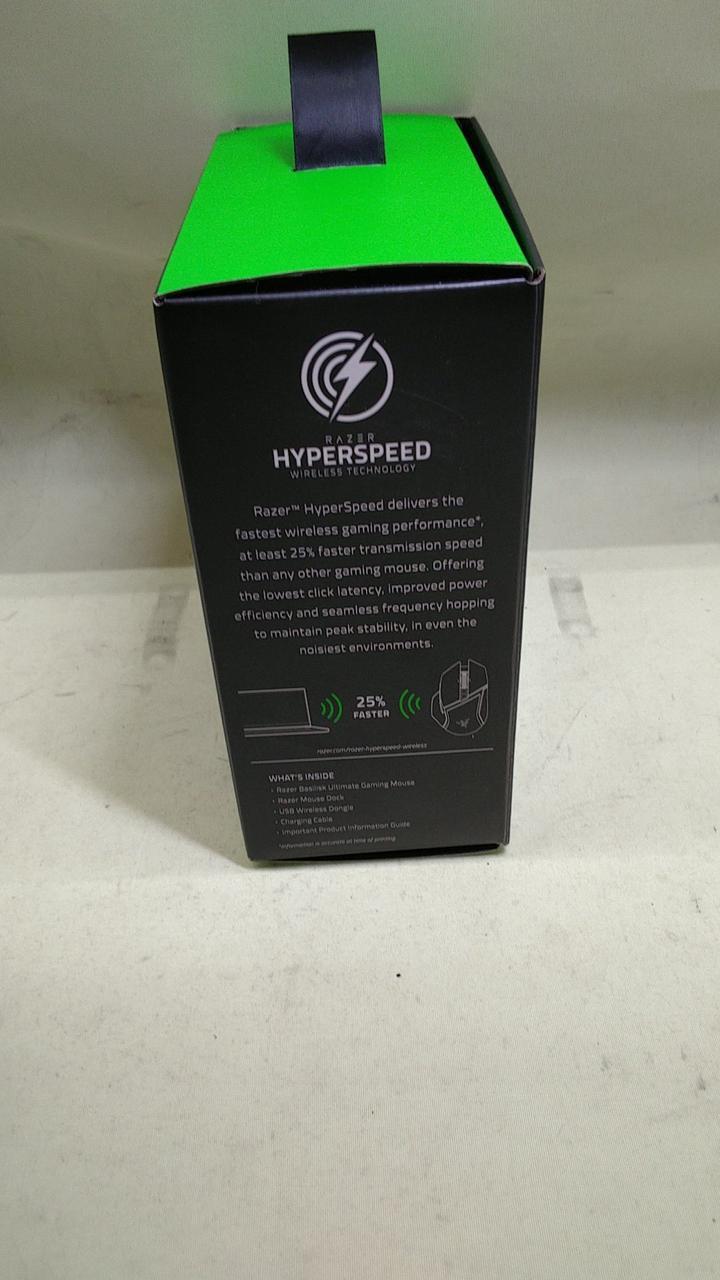 RAZER
HYPERSPEED
WIRELESS TECHNOLOGY
Razer™ HyperSpeed delivers the
fastest wireless gaming performance*,
at least 25% faster transmission speed
than any other gaming mouse. Offering
the lowest click latency, improved power
efficiency and seamless frequency hopping
to maintain peak stability, in even the
noisiest environments.
25%
FASTER
razer.com/razer-hyperspeed-wireless
WHAT'S INSIDE
• Razer Basilisk Ultimate Gaming Mouse
• Razer Mouse Dock
• USB Wireless Dongle
• Charging Cable
• Important Product Information Guide
*Information is accurate at time of printing